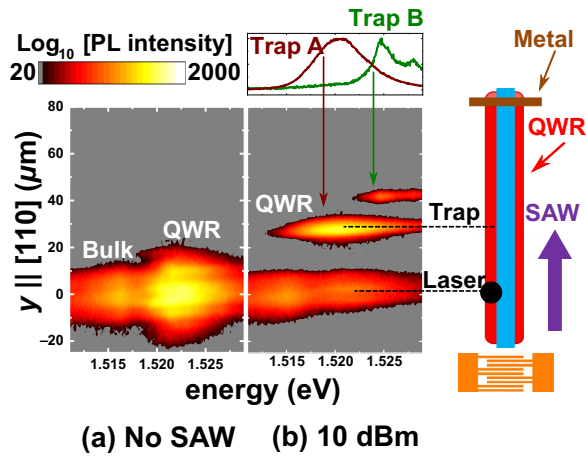 Log₁₀ [PL intensity]
20 2000
Trap B
Trap A
Metal
80
60
40
20
0
−20
y || [110] (μm)
Bulk
QWR
QWR
Trap
Laser
QWR
SAW
1.515 1.520 1.525
1.515 1.520 1.525
energy (eV)
(a) No SAW (b) 10 dBm